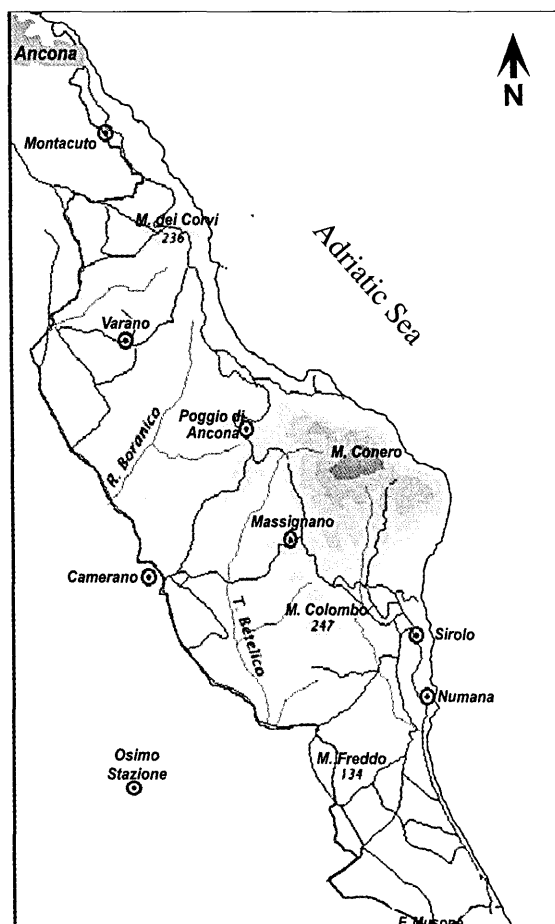 Ancona
N
Montacuto
M. dei Corvi
236
Adriatic Sea
Varano
Poggio di
Ancona
R. Boranico
M. Conero
Massignano
Camerano
M. Colombo
247
T. Betelico
Sirolo
Numana
Osimo
Stazione
M. Freddo
134
F. Musone